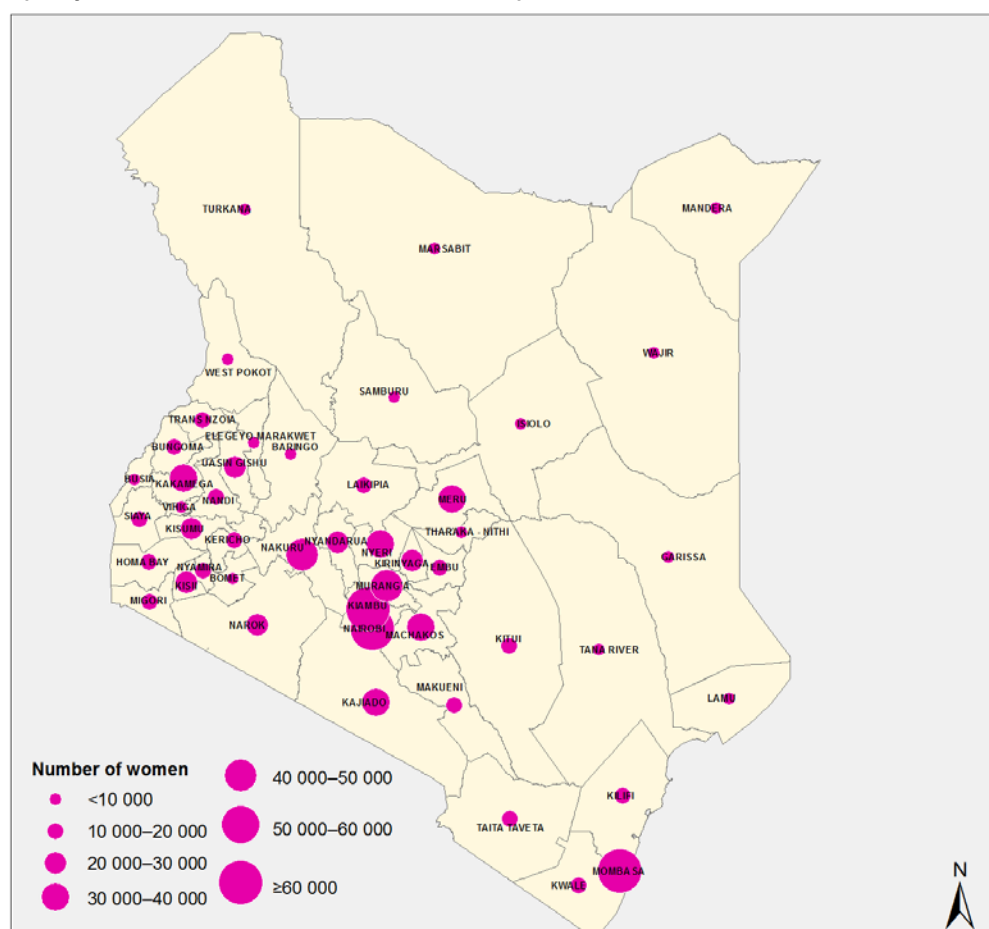 TURKANA
MANDERA
MARSABIT
WAJIR
WEST POKOT
SAMBURU
ISIOLO
TRANS NZOIA
ELEGEYO MARAKWET
BUNGOMA
BARINGO
UASIN GISHU
BUSIA
KAKAMEGA
LAIKIPIA
NANDI
MERU
VIHIGA
SIAYA
KISUMU
THARAKA - NITHI
KERICHO
NYANDARUA
NAKURU
NYERI
GARISSA
HOMA BAY
KIRINYAGA
EMBU
NYAMIRA
BOMET
KISII
MURANG'A
MIGORI
KIAMBU
NAROK
NAIROBI
MACHAKOS
KITUI
TANA RIVER
MAKUENI
LAMU
KAJIADO
KILIFI
TAITA TAVETA
MOMBASA
KWALE
Number of women
<10 000
10 000–20 000
20 000–30 000
30 000–40 000
40 000–50 000
50 000–60 000
≥60 000
N